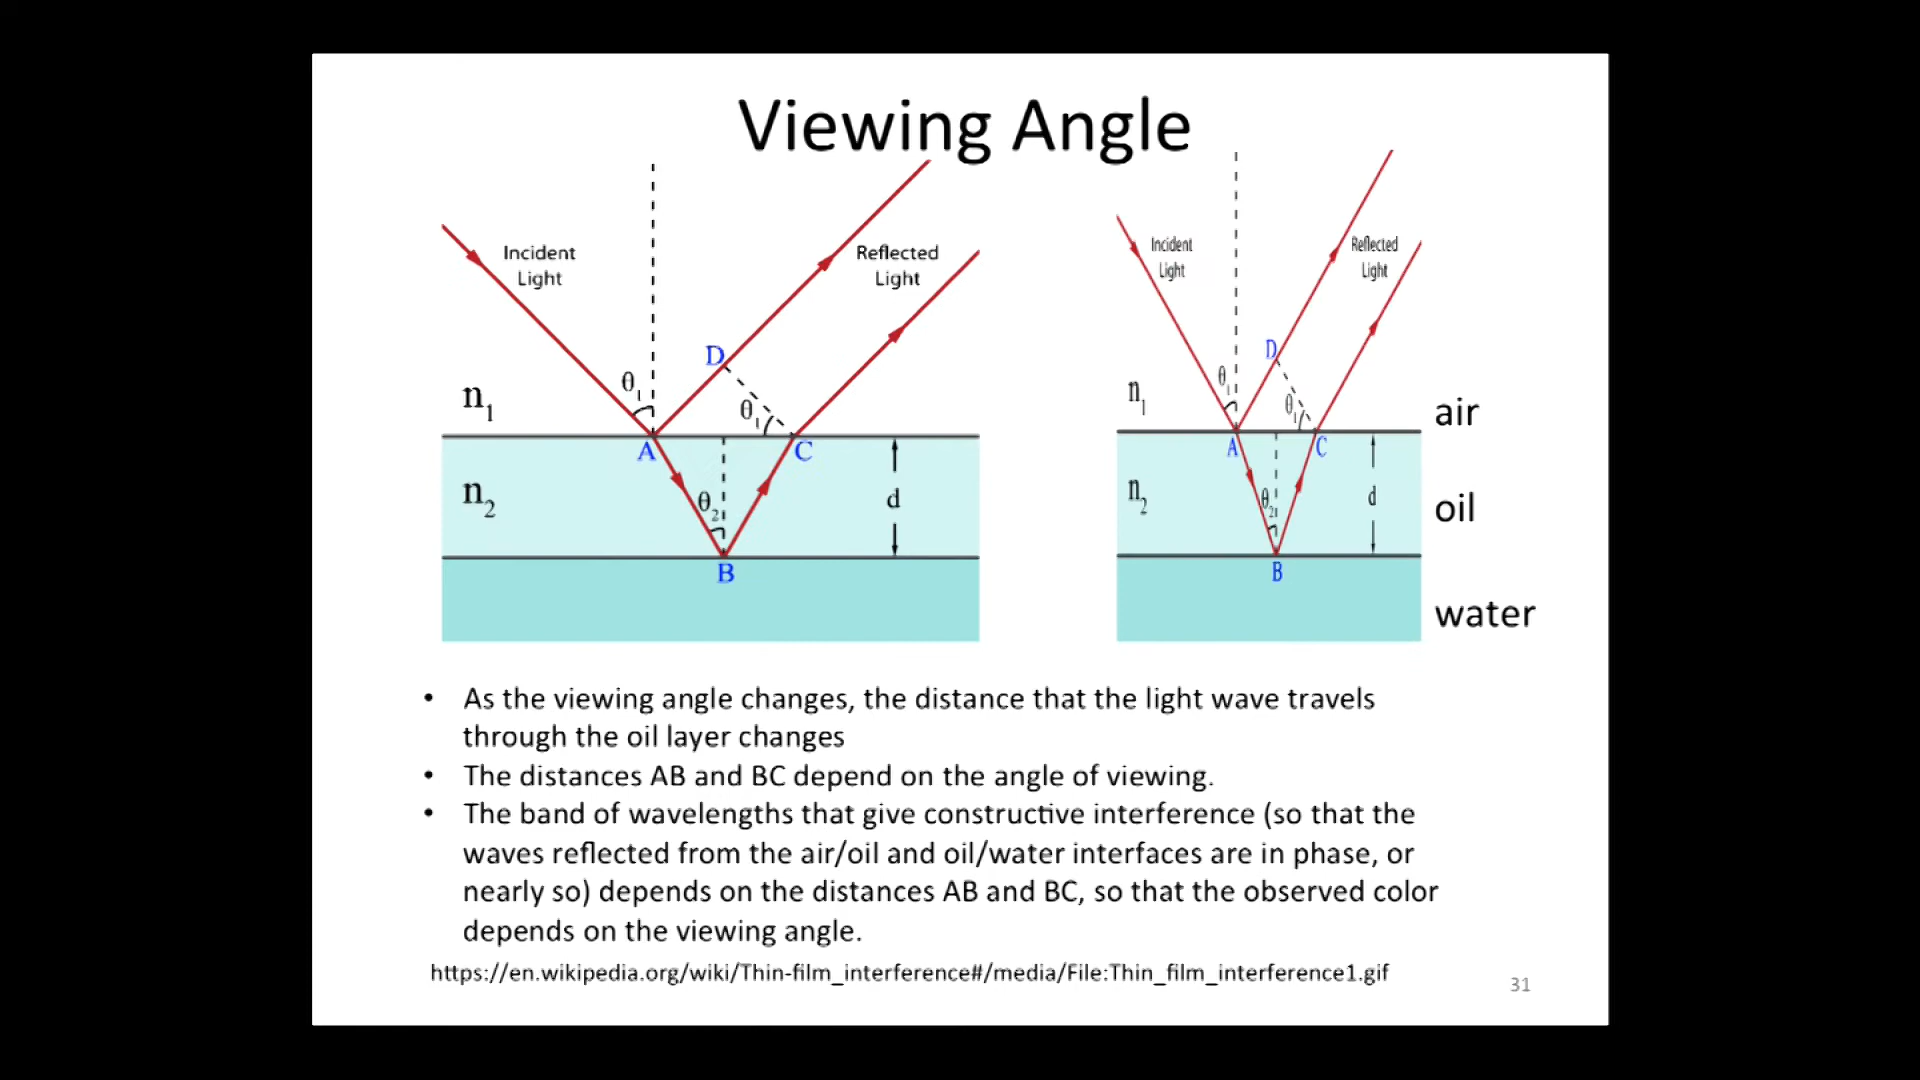 Viewing Angle
Incident
Light
Reflected
Light
D
θ1
θ1
n1
A
C
n2
θ2
d
B
Incident
Light
Reflected
Light
D
θ1
θ1
n1
air
A
C
n2
θ2
d
oil
B
water
• As the viewing angle changes, the distance that the light wave travels
through the oil layer changes
• The distances AB and BC depend on the angle of viewing.
• The band of wavelengths that give constructive interference (so that the
waves reflected from the air/oil and oil/water interfaces are in phase, or
nearly so) depends on the distances AB and BC, so that the observed color
depends on the viewing angle.
https://en.wikipedia.org/wiki/Thin-film_interference#/media/File:Thin_film_interference1.gif
31